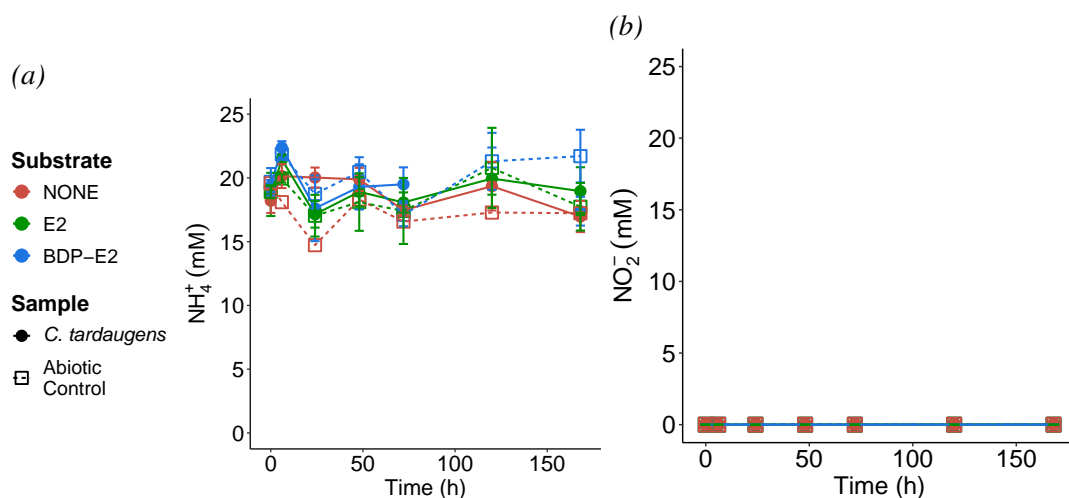 (a)
Substrate
NONE
E2
BDP−E2
Sample
C. tardaugens
Abiotic
Control
NH₄⁺ (mM)
25
20
15
10
5
0
0 50 100 150
Time (h)
(b)
NO₂⁻ (mM)
25
20
15
10
5
0
0 50 100 150
Time (h)